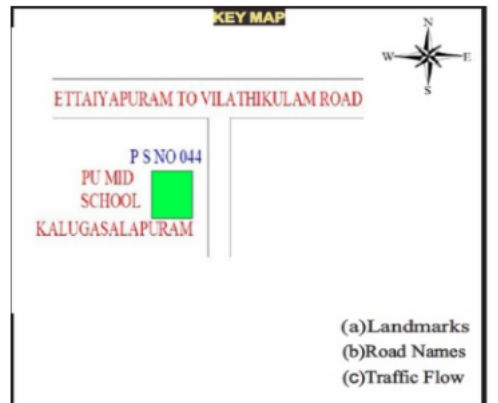 KEY MAP
N
W E
S
ETTAIYAPURAM TO VILATHIKULAM ROAD
P S NO 044
PU MID
SCHOOL
KALUGASALAPURAM
(a)Landmarks
(b)Road Names
(c)Traffic Flow